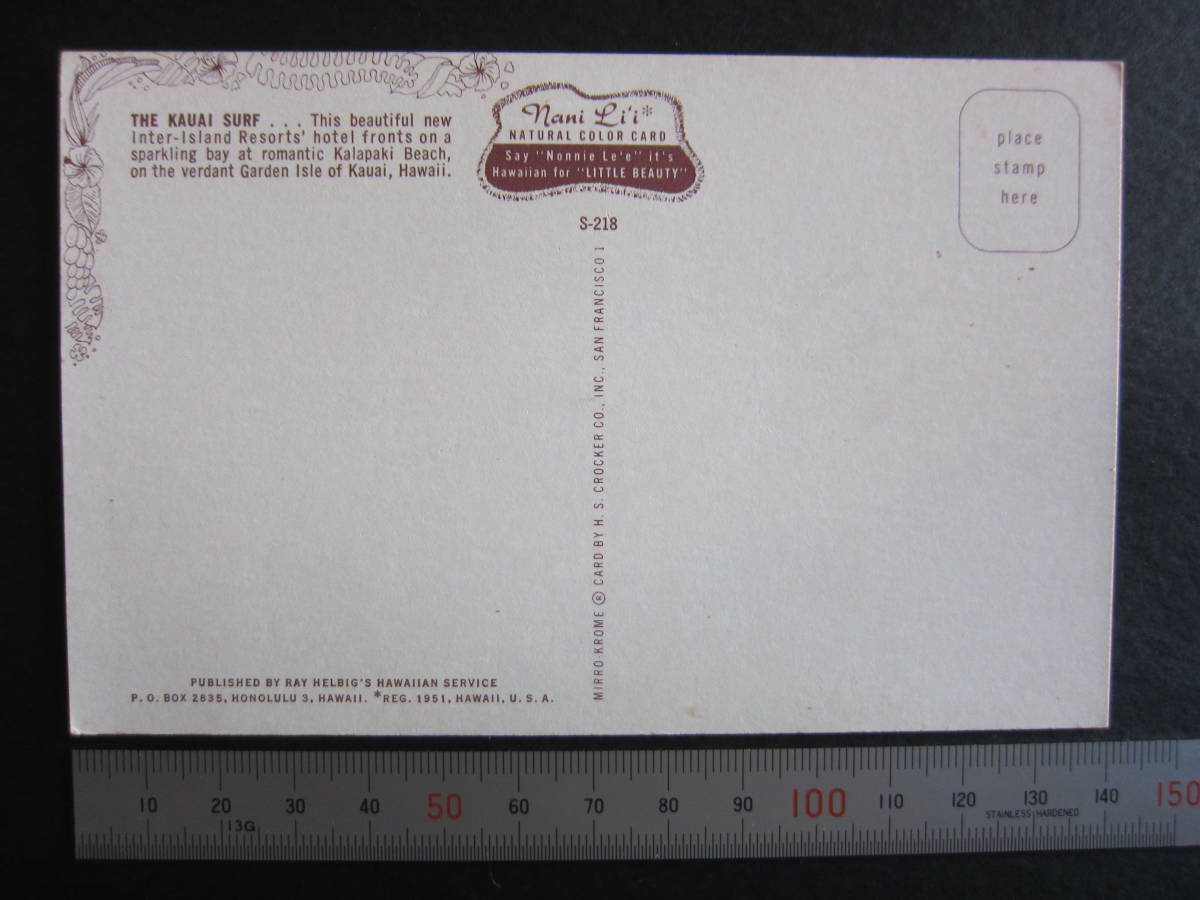 THE KAUAI SURF . . . This beautiful new
Inter-Island Resorts' hotel fronts on a
sparkling bay at romantic Kalapaki Beach,
on the verdant Garden Isle of Kauai, Hawaii.
Nani Li'i*
NATURAL COLOR CARD
Say "Nonnie Le'e" it's
Hawaiian for "LITTLE BEAUTY"
S-218
place
stamp
here
MIRRO-KROME ® CARD BY H. S. CROCKER CO., INC., SAN FRANCISCO 1
PUBLISHED BY RAY HELBIG'S HAWAIIAN SERVICE
P. O. BOX 2835, HONOLULU 3, HAWAII. *REG. 1951, HAWAII, U. S. A.
10 20 30 40 50 60 70 80 90 100 110 120 130 140 150
13G STAINLESS HARDENED